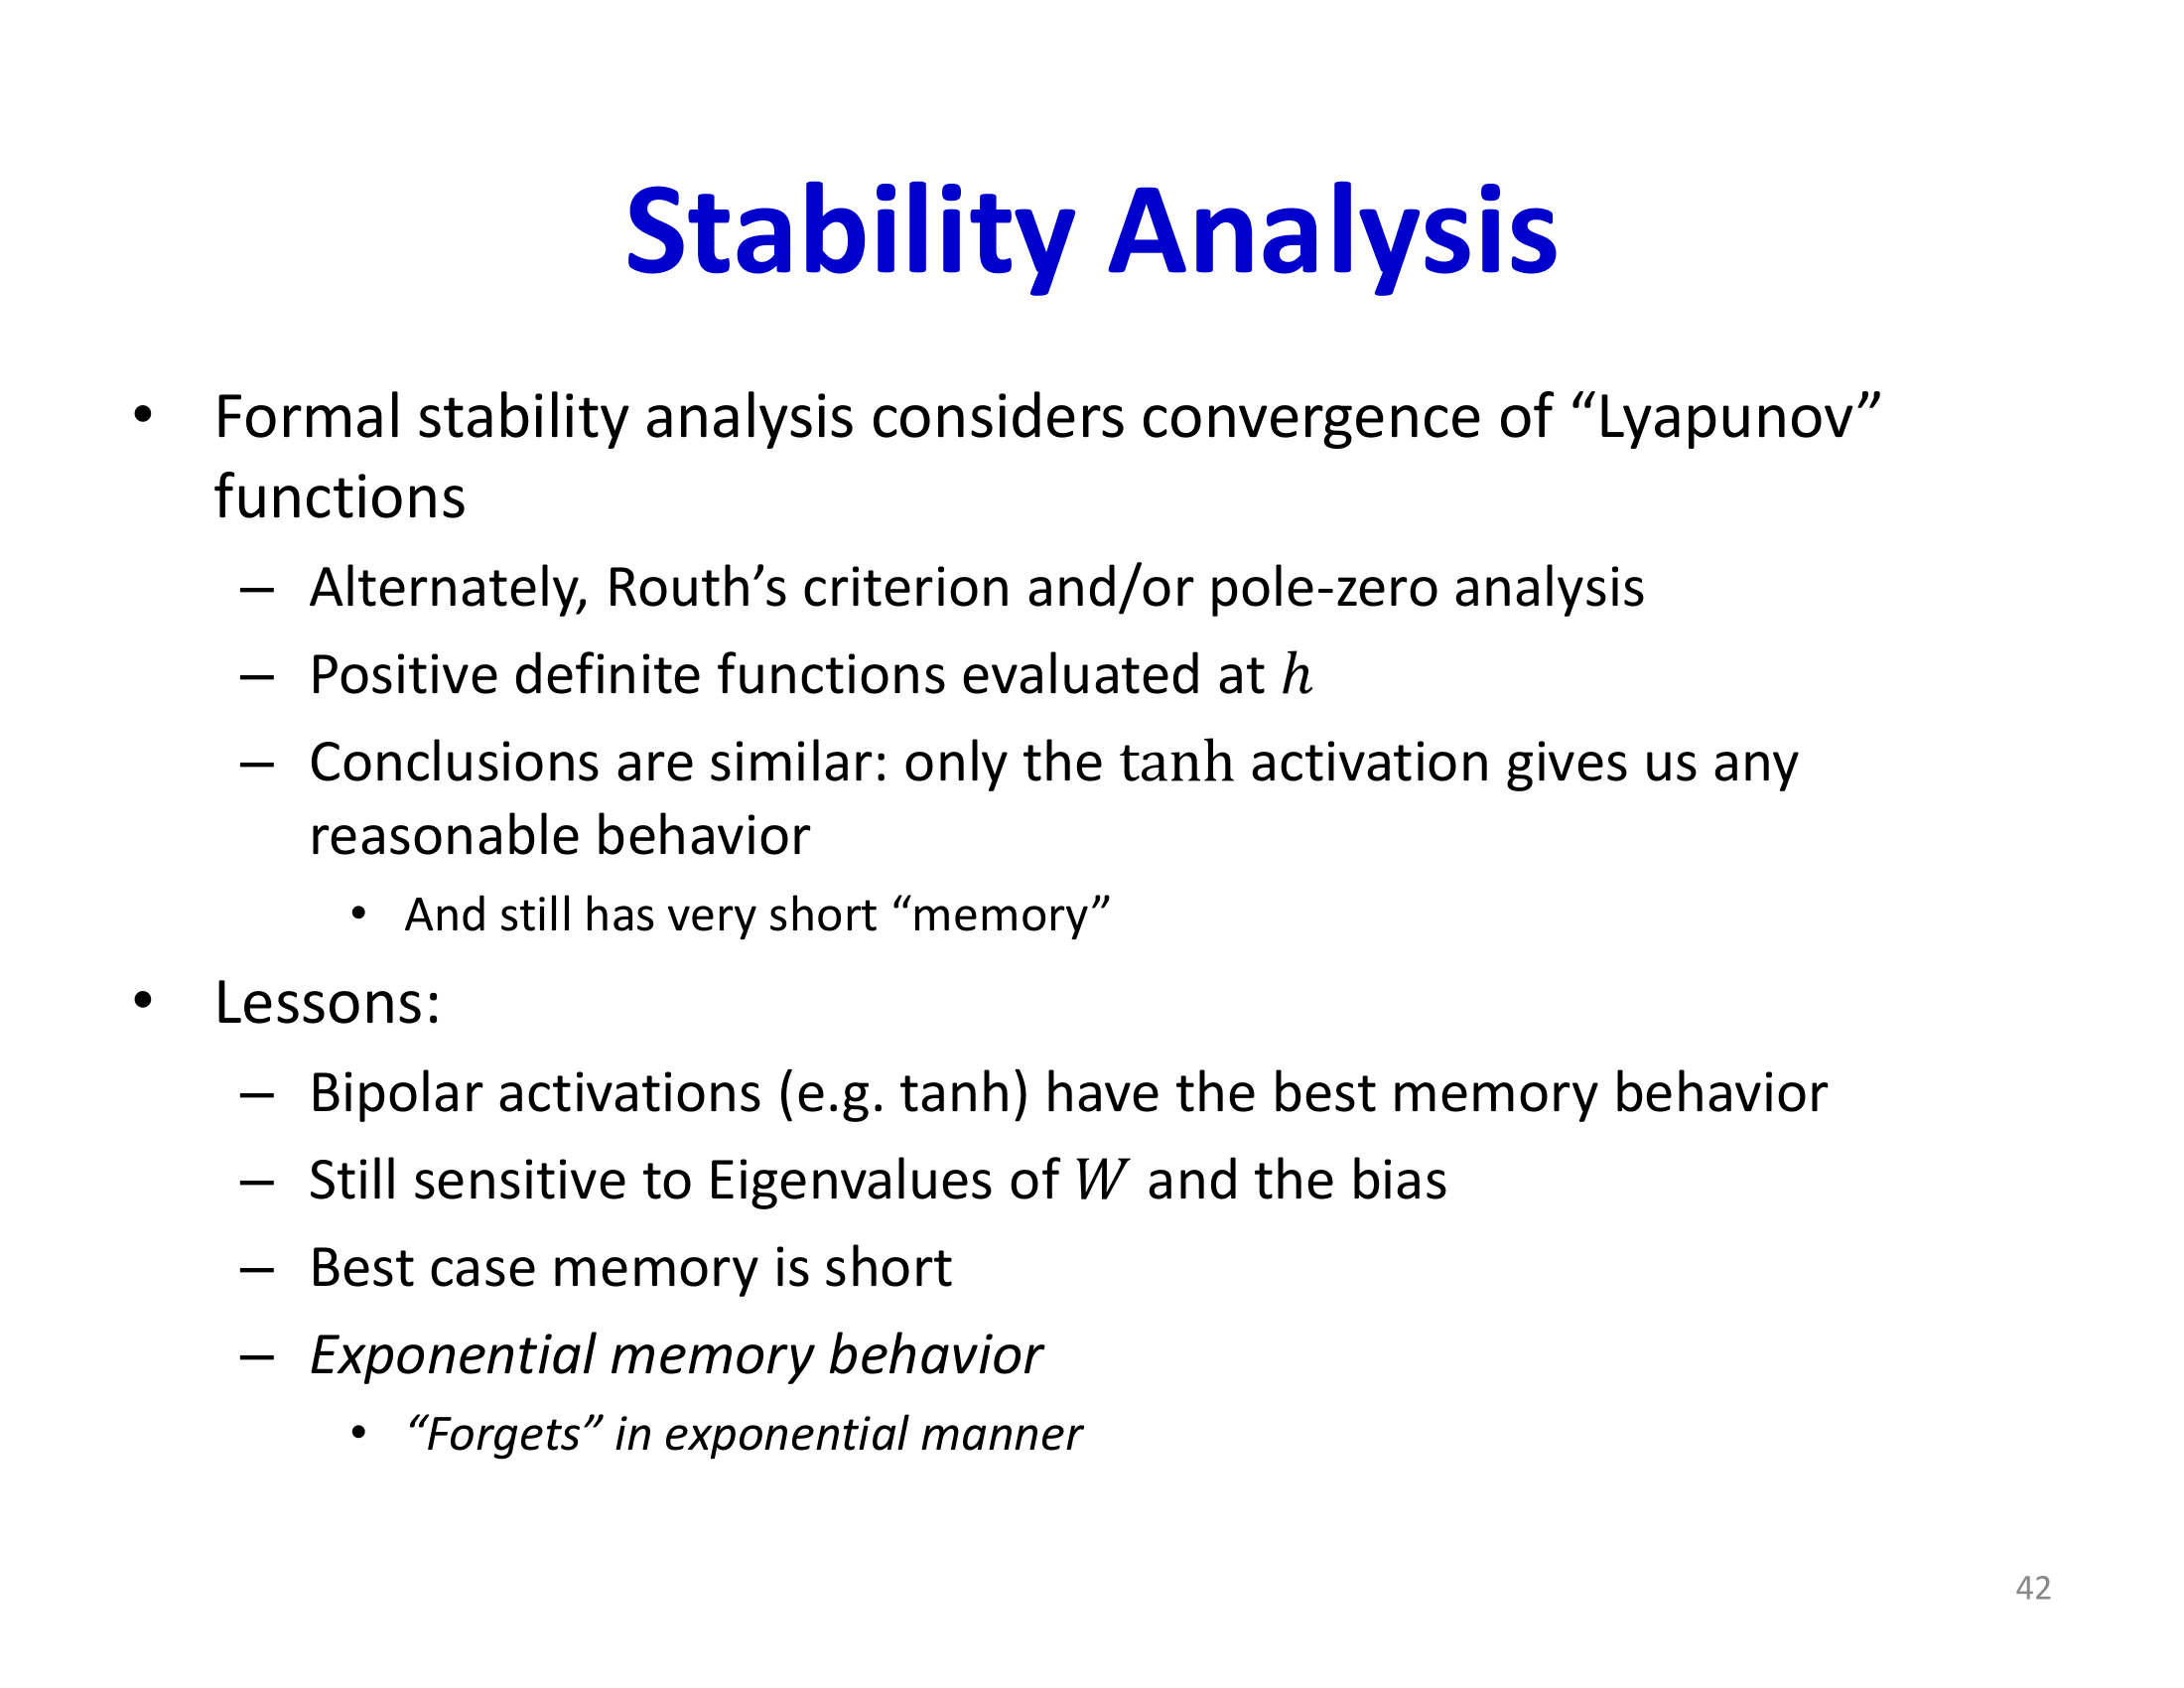 Stability Analysis
• Formal stability analysis considers convergence of “Lyapunov”
functions
– Alternately, Routh’s criterion and/or pole-zero analysis
– Positive definite functions evaluated at ℎ
– Conclusions are similar: only the tanh activation gives us any
reasonable behavior
• And still has very short “memory”
• Lessons:
– Bipolar activations (e.g. tanh) have the best memory behavior
– Still sensitive to Eigenvalues of 𝑊 and the bias
– Best case memory is short
– Exponential memory behavior
• “Forgets” in exponential manner
42